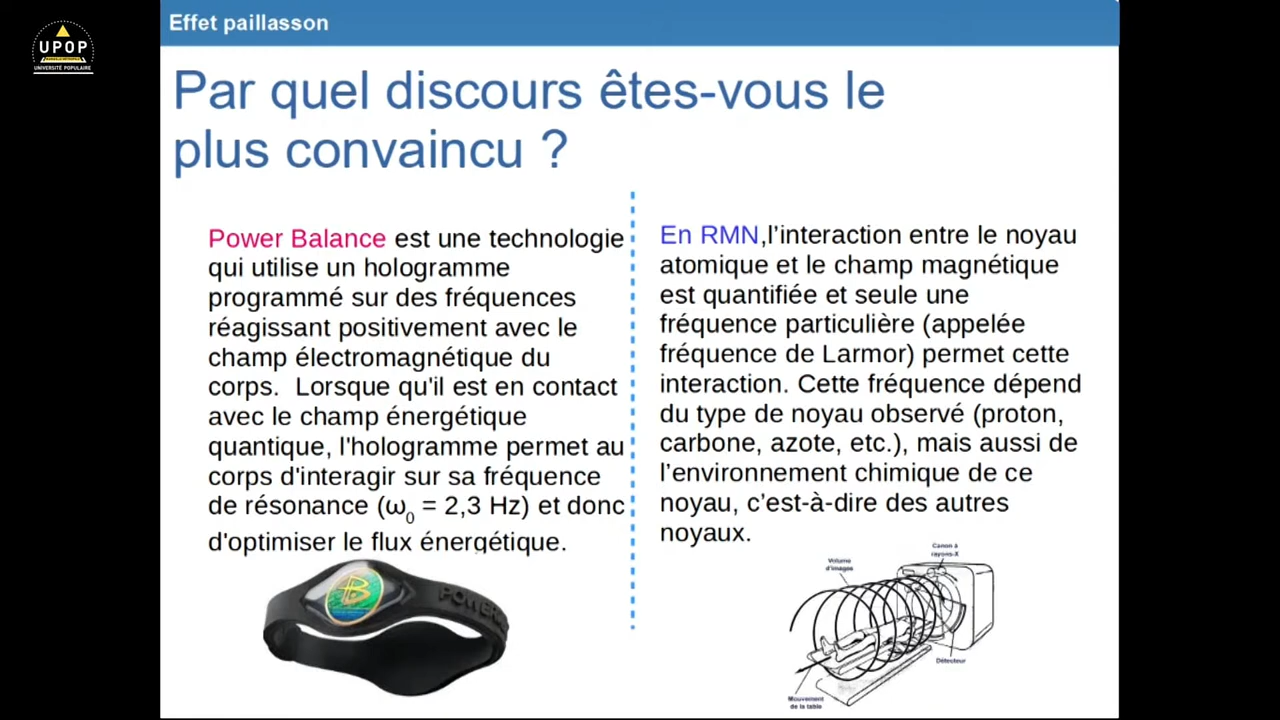 UPOP
UNIVERSITÉ POPULAIRE
Effet paillasson
Par quel discours êtes-vous le
plus convaincu ?
Power Balance est une technologie
qui utilise un hologramme
programmé sur des fréquences
réagissant positivement avec le
champ électromagnétique du
corps. Lorsque qu'il est en contact
avec le champ énergétique
quantique, l'hologramme permet au
corps d'interagir sur sa fréquence
de résonance (ω0 = 2,3 Hz) et donc
d'optimiser le flux énergétique.
POWER
En RMN,l'interaction entre le noyau
atomique et le champ magnétique
est quantifiée et seule une
fréquence particulière (appelée
fréquence de Larmor) permet cette
interaction. Cette fréquence dépend
du type de noyau observé (proton,
carbone, azote, etc.), mais aussi de
l'environnement chimique de ce
noyau, c'est-à-dire des autres
noyaux.
Canon à
rayons-X
Volume
d'images
Détecteur
Mouvement
de la table